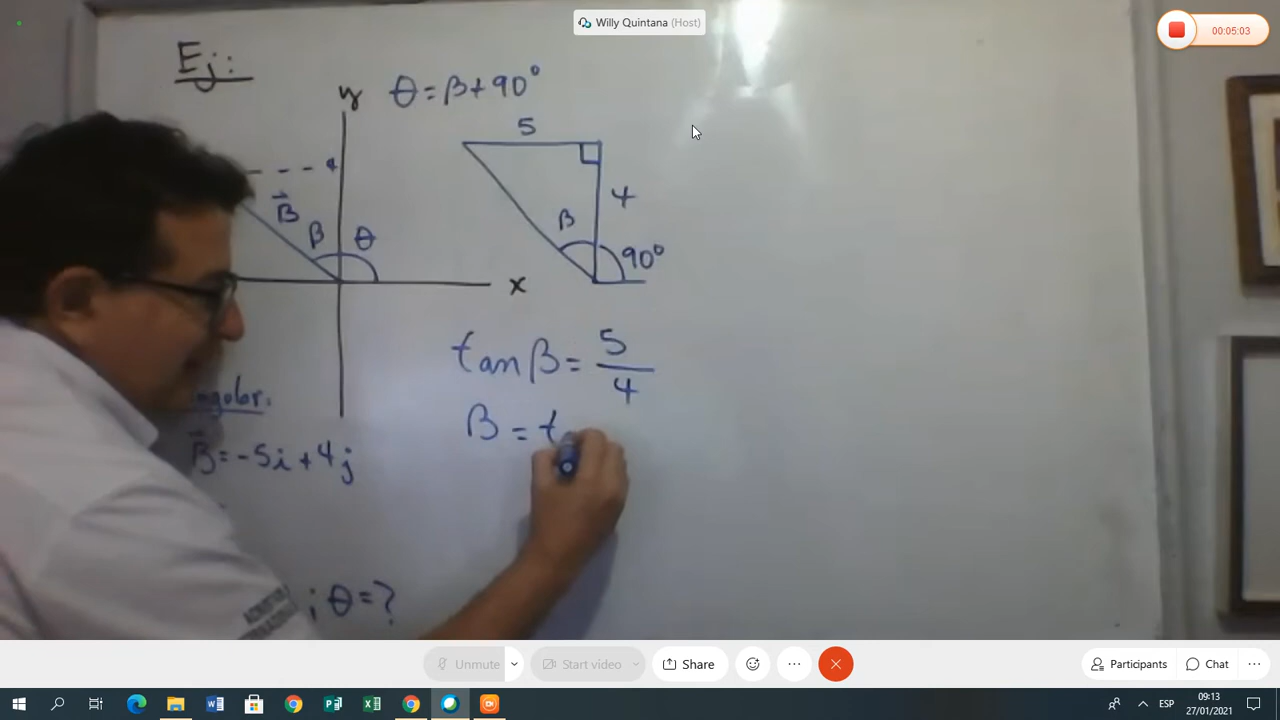 Willy Quintana (Host)
00:05:03
Ej:
y
θ = β + 90°
5
4
B⃗
β
θ
β
4
90°
x
tan β = 5/4
β = t
B⃗ = -5i + 4j
; θ = ?
Unmute
Start video
Share
Participants
Chat
ESP
09:13
27/01/2021